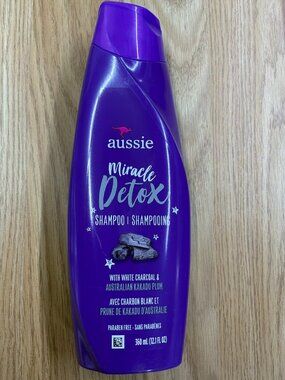 aussie
Miracle
Detox
SHAMPOO | SHAMPOOING
WITH WHITE CHARCOAL &
AUSTRALIAN KAKADU PLUM
AVEC CHARBON BLANC ET
PRUNE DE KAKADU D'AUSTRALIE
PARABEN FREE · SANS PARABÈNES
360 mL (12.1 FL OZ)